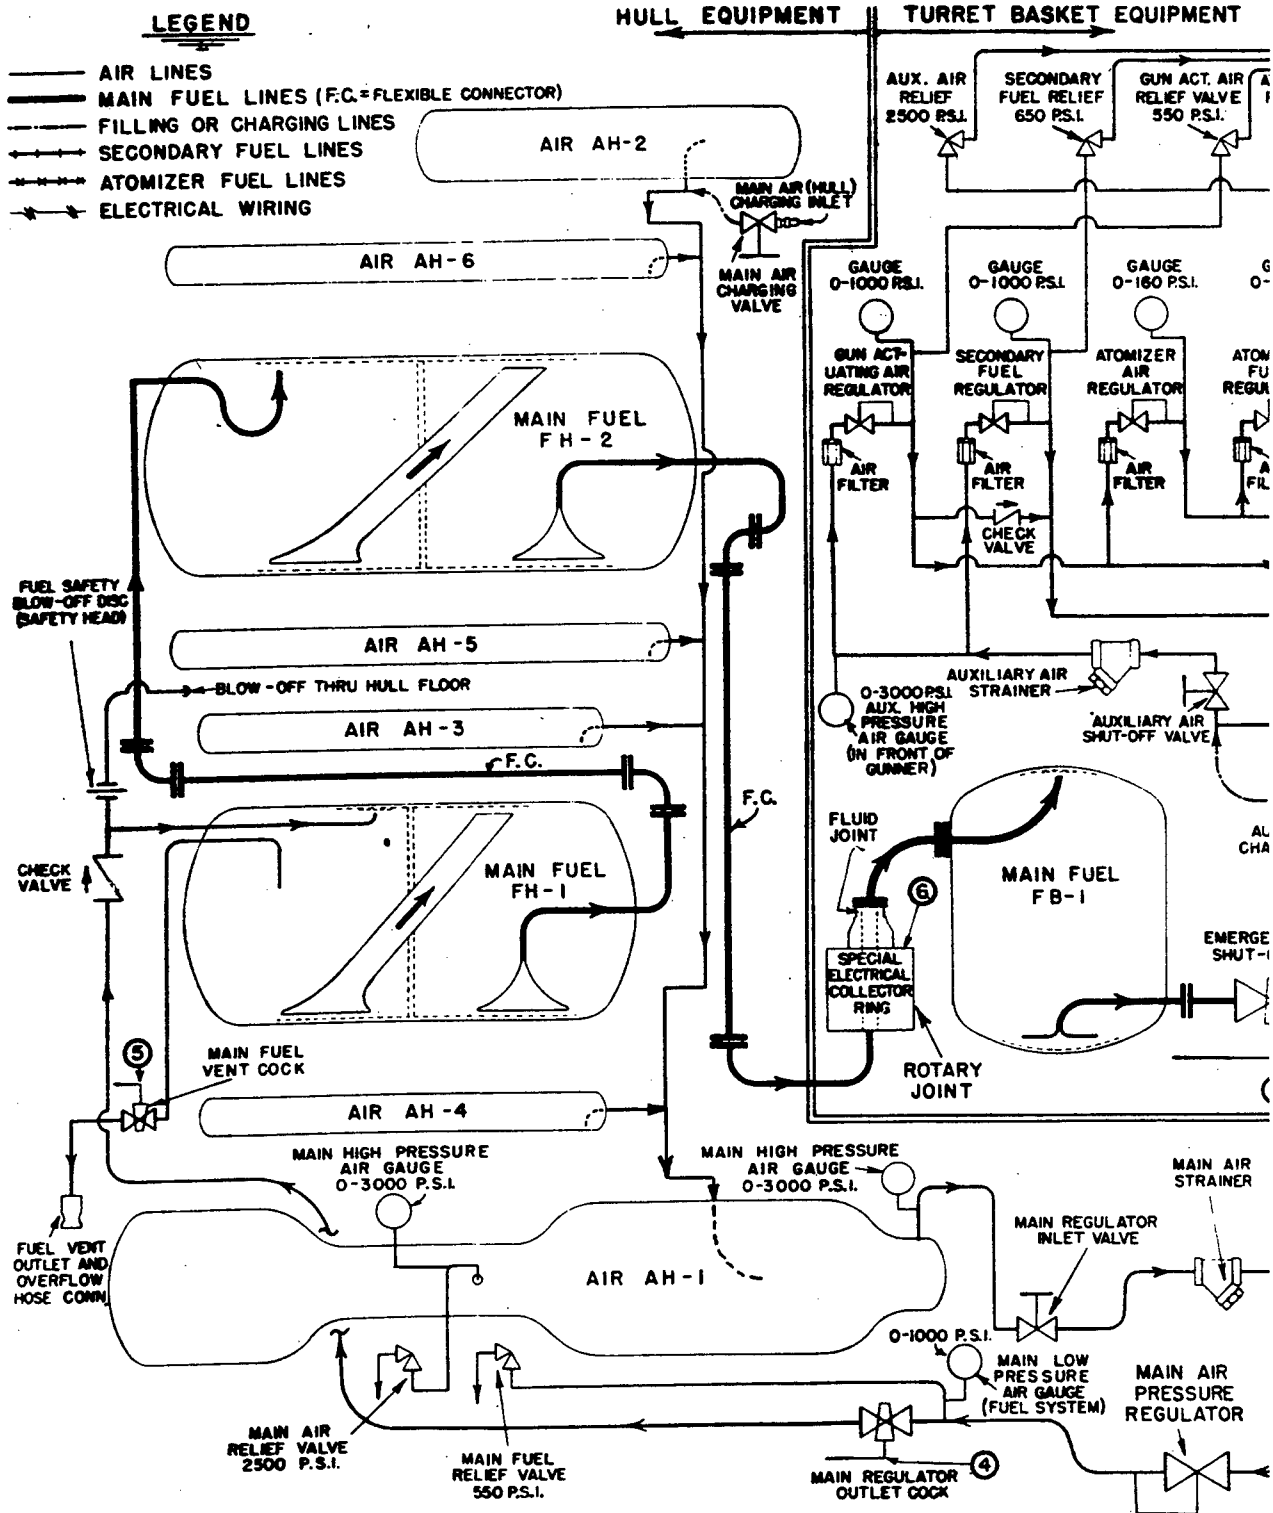 LEGEND
AIR LINES
MAIN FUEL LINES (F.C.=FLEXIBLE CONNECTOR)
FILLING OR CHARGING LINES
SECONDARY FUEL LINES
ATOMIZER FUEL LINES
ELECTRICAL WIRING
HULL EQUIPMENT
TURRET BASKET EQUIPMENT
AUX. AIR
RELIEF
2500 P.S.I.
SECONDARY
FUEL RELIEF
650 P.S.I.
GUN ACT. AIR
RELIEF VALVE
550 P.S.I.
AIR AH-2
MAIN AIR (HULL)
CHARGING INLET
AIR AH-6
MAIN AIR
CHARGING
VALVE
GAUGE
0-1000 P.S.I.
GAUGE
0-1000 P.S.I.
GAUGE
0-160 P.S.I.
GUN ACT-
UATING AIR
REGULATOR
SECONDARY
FUEL
REGULATOR
ATOMIZER
AIR
REGULATOR
ATOM
FU
REGUL
MAIN FUEL
FH-2
AIR
FILTER
AIR
FILTER
AIR
FILTER
A
FIL
CHECK
VALVE
FUEL SAFETY
BLOW-OFF DISC
(SAFETY HEAD)
AIR AH-5
BLOW-OFF THRU HULL FLOOR
AIR AH-3
F.C.
AUXILIARY AIR
STRAINER
0-3000 P.S.I.
AUX. HIGH
PRESSURE
AIR GAUGE
(IN FRONT OF
GUNNER)
AUXILIARY AIR
SHUT-OFF VALVE
F.C.
FLUID
JOINT
AU
CHA
CHECK
VALVE
MAIN FUEL
FH-1
MAIN FUEL
FB-1
6
EMERGE
SHUT-
SPECIAL
ELECTRICAL
COLLECTOR
RING
5
MAIN FUEL
VENT COCK
ROTARY
JOINT
AIR AH-4
MAIN HIGH PRESSURE
AIR GAUGE
0-3000 P.S.I.
MAIN HIGH PRESSURE
AIR GAUGE
0-3000 P.S.I.
MAIN AIR
STRAINER
MAIN REGULATOR
INLET VALVE
FUEL VENT
OUTLET AND
OVERFLOW
HOSE CONN.
AIR AH-1
0-1000 P.S.I.
MAIN LOW
PRESSURE
AIR GAUGE
(FUEL SYSTEM)
MAIN AIR
PRESSURE
REGULATOR
MAIN AIR
RELIEF VALVE
2500 P.S.I.
MAIN FUEL
RELIEF VALVE
550 P.S.I.
4
MAIN REGULATOR
OUTLET COCK